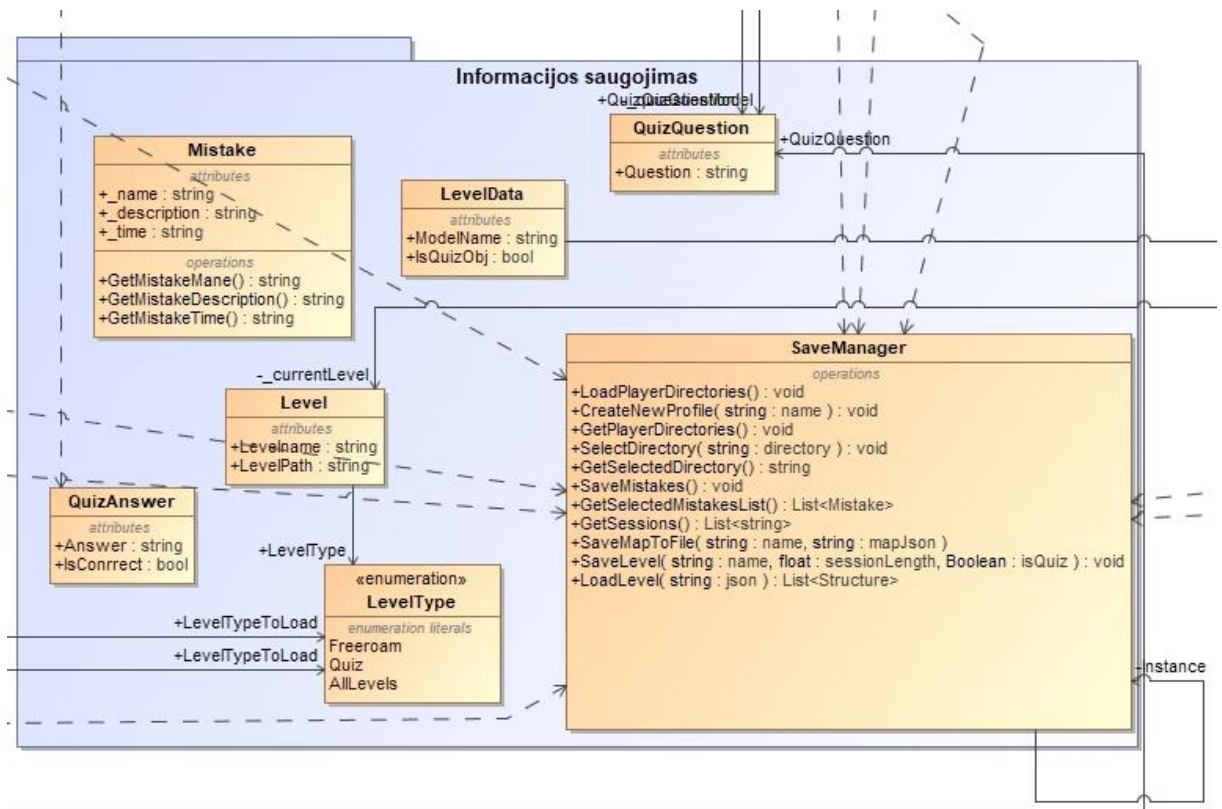 Informacijos saugojimas
QuizQuestion
attributes
+Question : string
+QuizQuestion
Mistake
attributes
+_name : string
+_description : string
+_time : string
operations
+GetMistakeMane() : string
+GetMistakeDescription() : string
+GetMistakeTime() : string
LevelData
attributes
+ModelName : string
+IsQuizObj : bool
-_currentLevel
Level
attributes
+Levelname : string
+LevelPath : string
QuizAnswer
attributes
+Answer : string
+IsConrrect : bool
+LevelType
«enumeration»
LevelType
enumeration literals
Freeroam
Quiz
AllLevels
+LevelTypeToLoad
+LevelTypeToLoad
SaveManager
operations
+LoadPlayerDirectories() : void
+CreateNewProfile( string : name ) : void
+GetPlayerDirectories() : void
+SelectDirectory( string : directory ) : void
+GetSelectedDirectory() : string
+SaveMistakes() : void
+GetSelectedMistakesList() : List<Mistake>
+GetSessions() : List<string>
+SaveMapToFile( string : name, string : mapJson )
+SaveLevel( string : name, float : sessionLength, Boolean : isQuiz ) : void
+LoadLevel( string : json ) : List<Structure>
-Instance